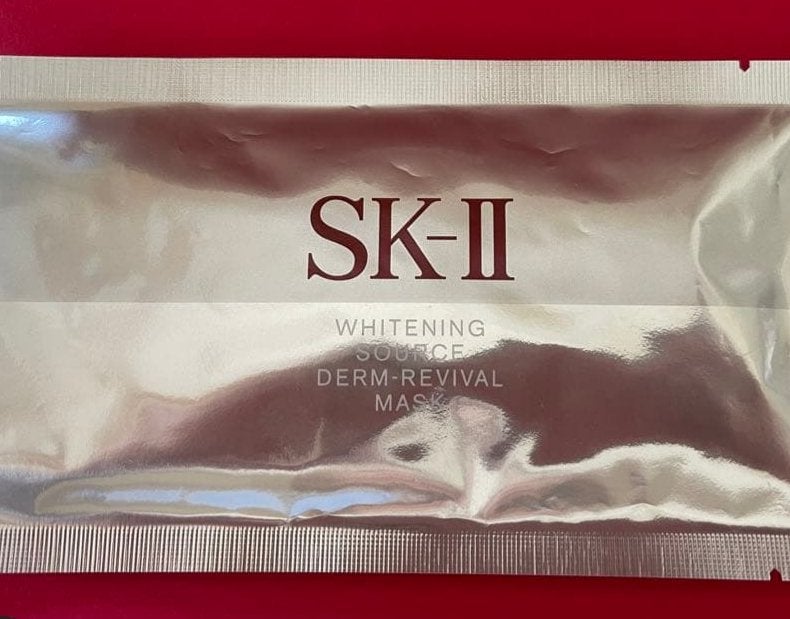 SK-II
WHITENING
SOURCE
DERM-REVIVAL
MASK